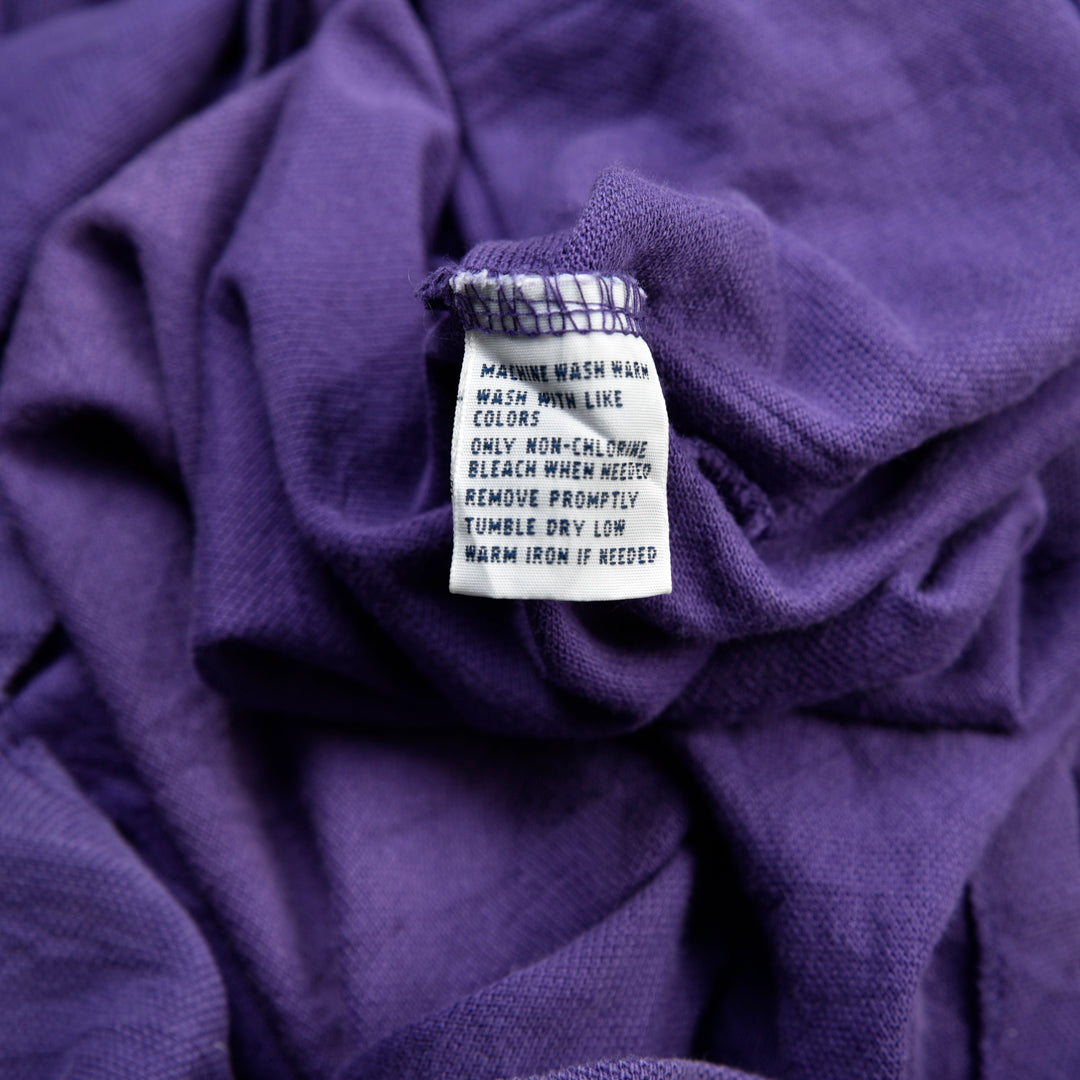 MACHINE WASH WARM
WASH WITH LIKE
COLORS
ONLY NON-CHLORINE
BLEACH WHEN NEEDED
REMOVE PROMPTLY
TUMBLE DRY LOW
WARM IRON IF NEEDED